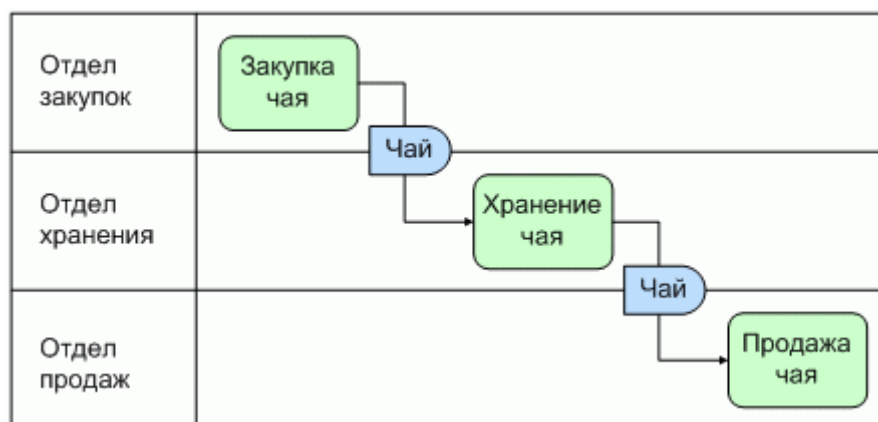 Отдел
закупок
Закупка
чая
Чай
Отдел
хранения
Хранение
чая
Чай
Отдел
продаж
Продажа
чая